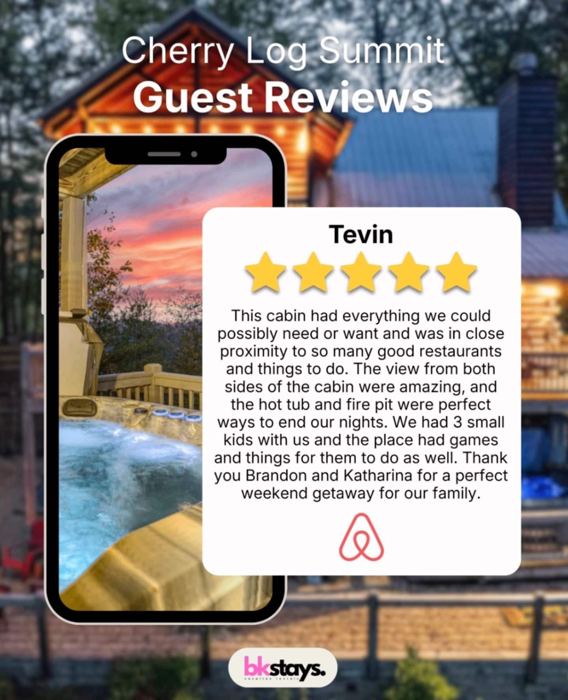 Cherry Log Summit
Guest Reviews
Tevin
This cabin had everything we could
possibly need or want and was in close
proximity to so many good restaurants
and things to do. The view from both
sides of the cabin were amazing, and
the hot tub and fire pit were perfect
ways to end our nights. We had 3 small
kids with us and the place had games
and things for them to do as well. Thank
you Brandon and Katharina for a perfect
weekend getaway for our family.
bkstays.